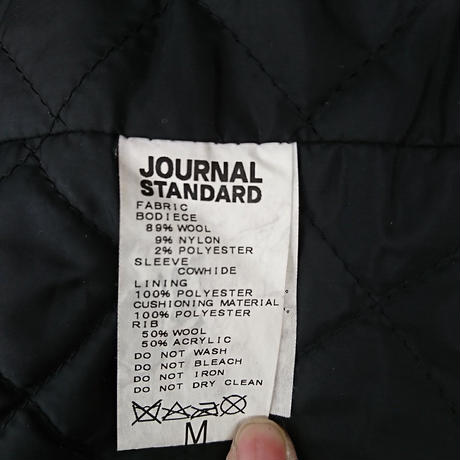 JOURNAL
STANDARD
FABRIC
BODIECE
89% WOOL
9% NYLON
2% POLYESTER
SLEEVE
COWHIDE
LINING
100% POLYESTER
CUSHIONING MATERIAL
100% POLYESTER
RIB
50% WOOL
50% ACRYLIC
DO NOT WASH
DO NOT BLEACH
DO NOT IRON
DO NOT DRY CLEAN
M